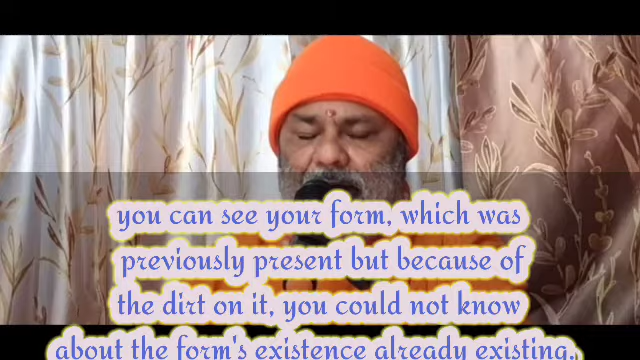 you can see your form, which was
previously present but because of
the dirt on it, you could not know
about the form's existence already existing,